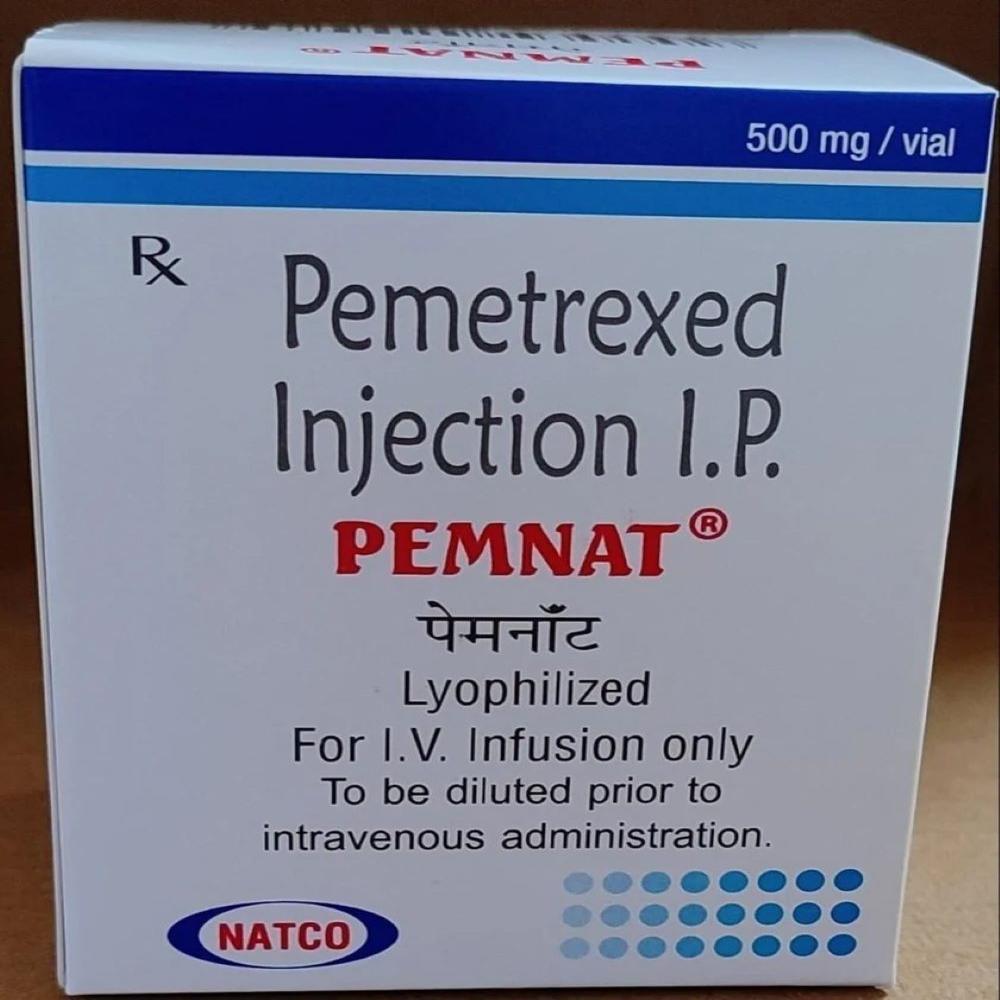 PEMNAT®
500 mg / vial
Rx
Pemetrexed
Injection I.P.
PEMNAT®
पेमनॉंट
Lyophilized
For I.V. Infusion only
To be diluted prior to
intravenous administration.
NATCO